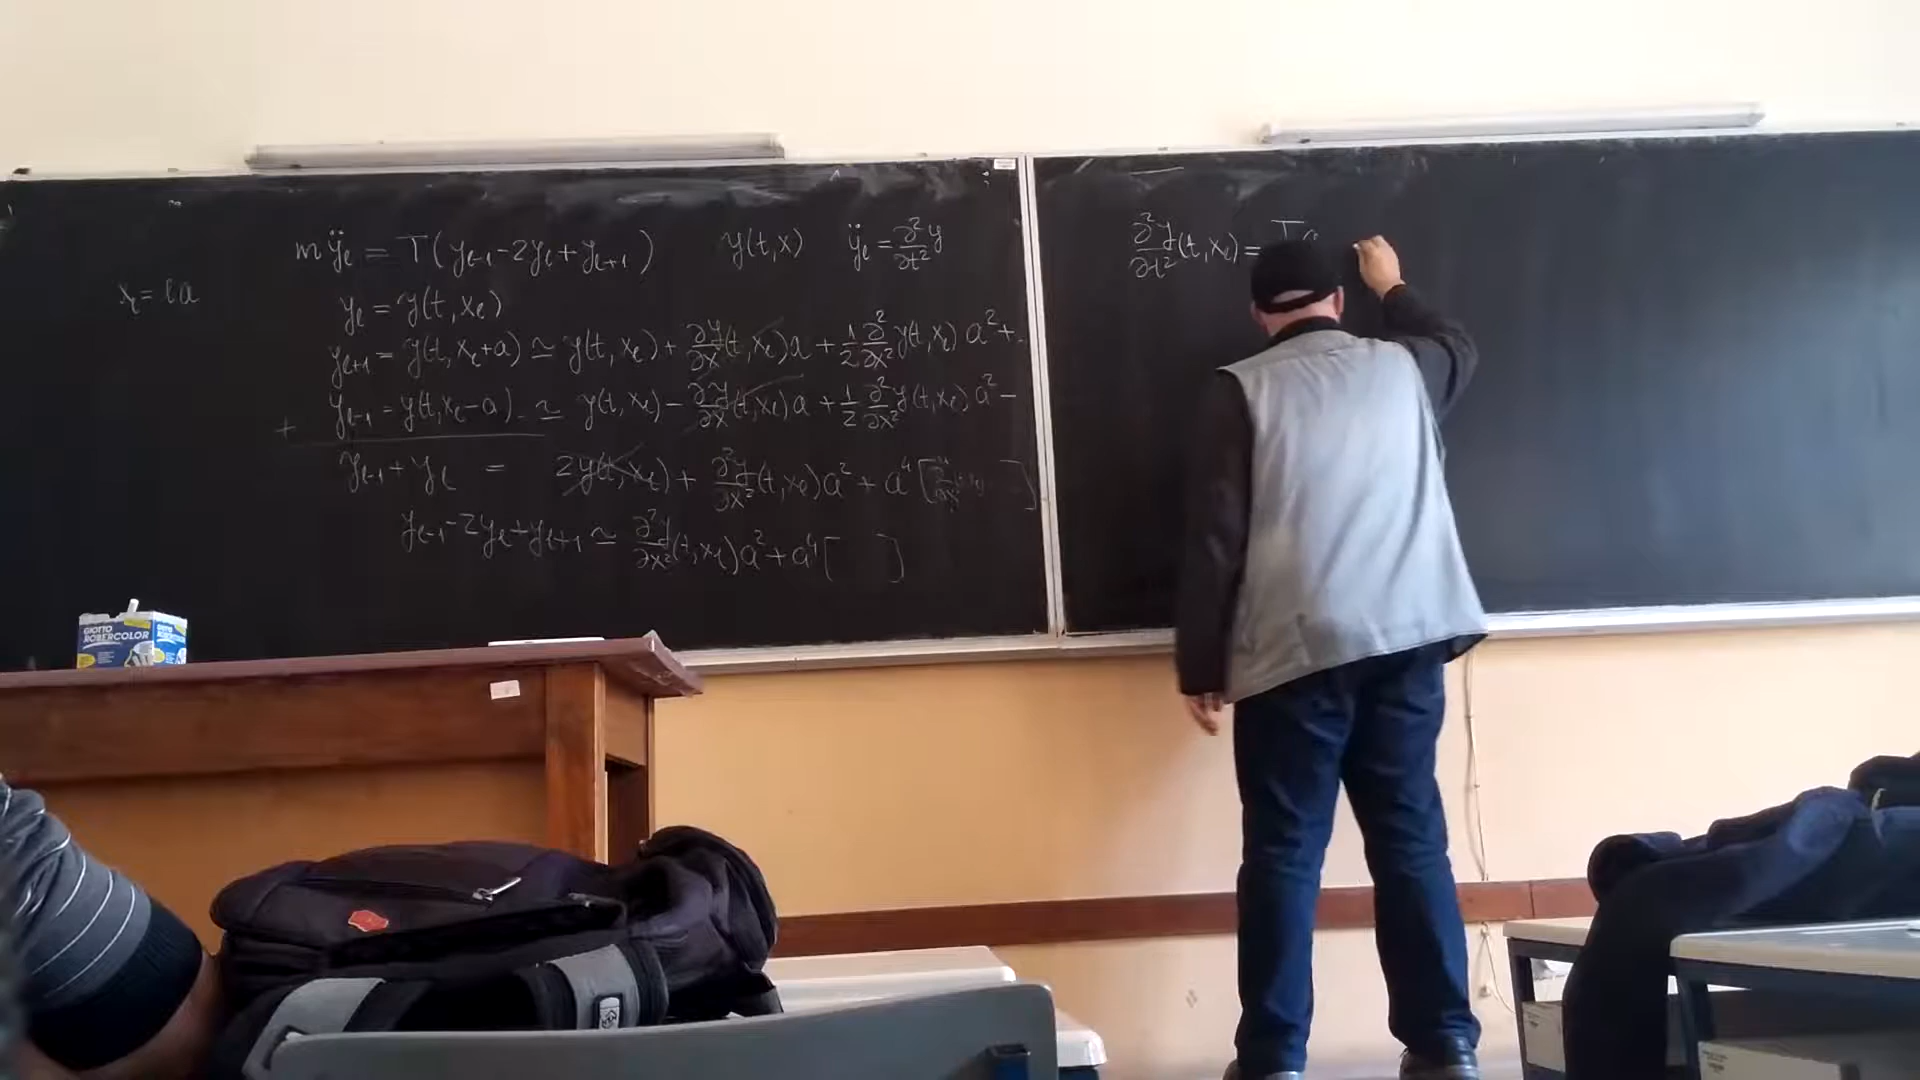 mÿ_ℓ = T(y_{ℓ-1} - 2y_ℓ + y_{ℓ+1})    y(t,x)    ÿ_ℓ = ∂²y/∂t²
x_ℓ = ℓa
y_ℓ = y(t, x_ℓ)
y_{ℓ+1} = y(t, x_ℓ+a) ≃ y(t, x_ℓ) + ∂y/∂x (t, x_ℓ) a + 1/2 ∂²/∂x² y(t, x_ℓ) a² +
+ y_{ℓ-1} = y(t, x_ℓ-a) ≃ y(t, x_ℓ) - ∂y/∂x (t, x_ℓ) a + 1/2 ∂²/∂x² y(t, x_ℓ) a² -
y_{ℓ-1} + y_ℓ = 2y(t, x_ℓ) + ∂²y/∂x² (t, x_ℓ) a² + a⁴ [ ]
y_{ℓ-1} - 2y_ℓ + y_{ℓ+1} ≃ ∂²y/∂x² (t, x_ℓ) a² + a⁴ [ ]
∂²y/∂t² (t, x_ℓ) = T
GIOTTO
ROBERCOLOR
GIOTTO
ROBERCOLOR